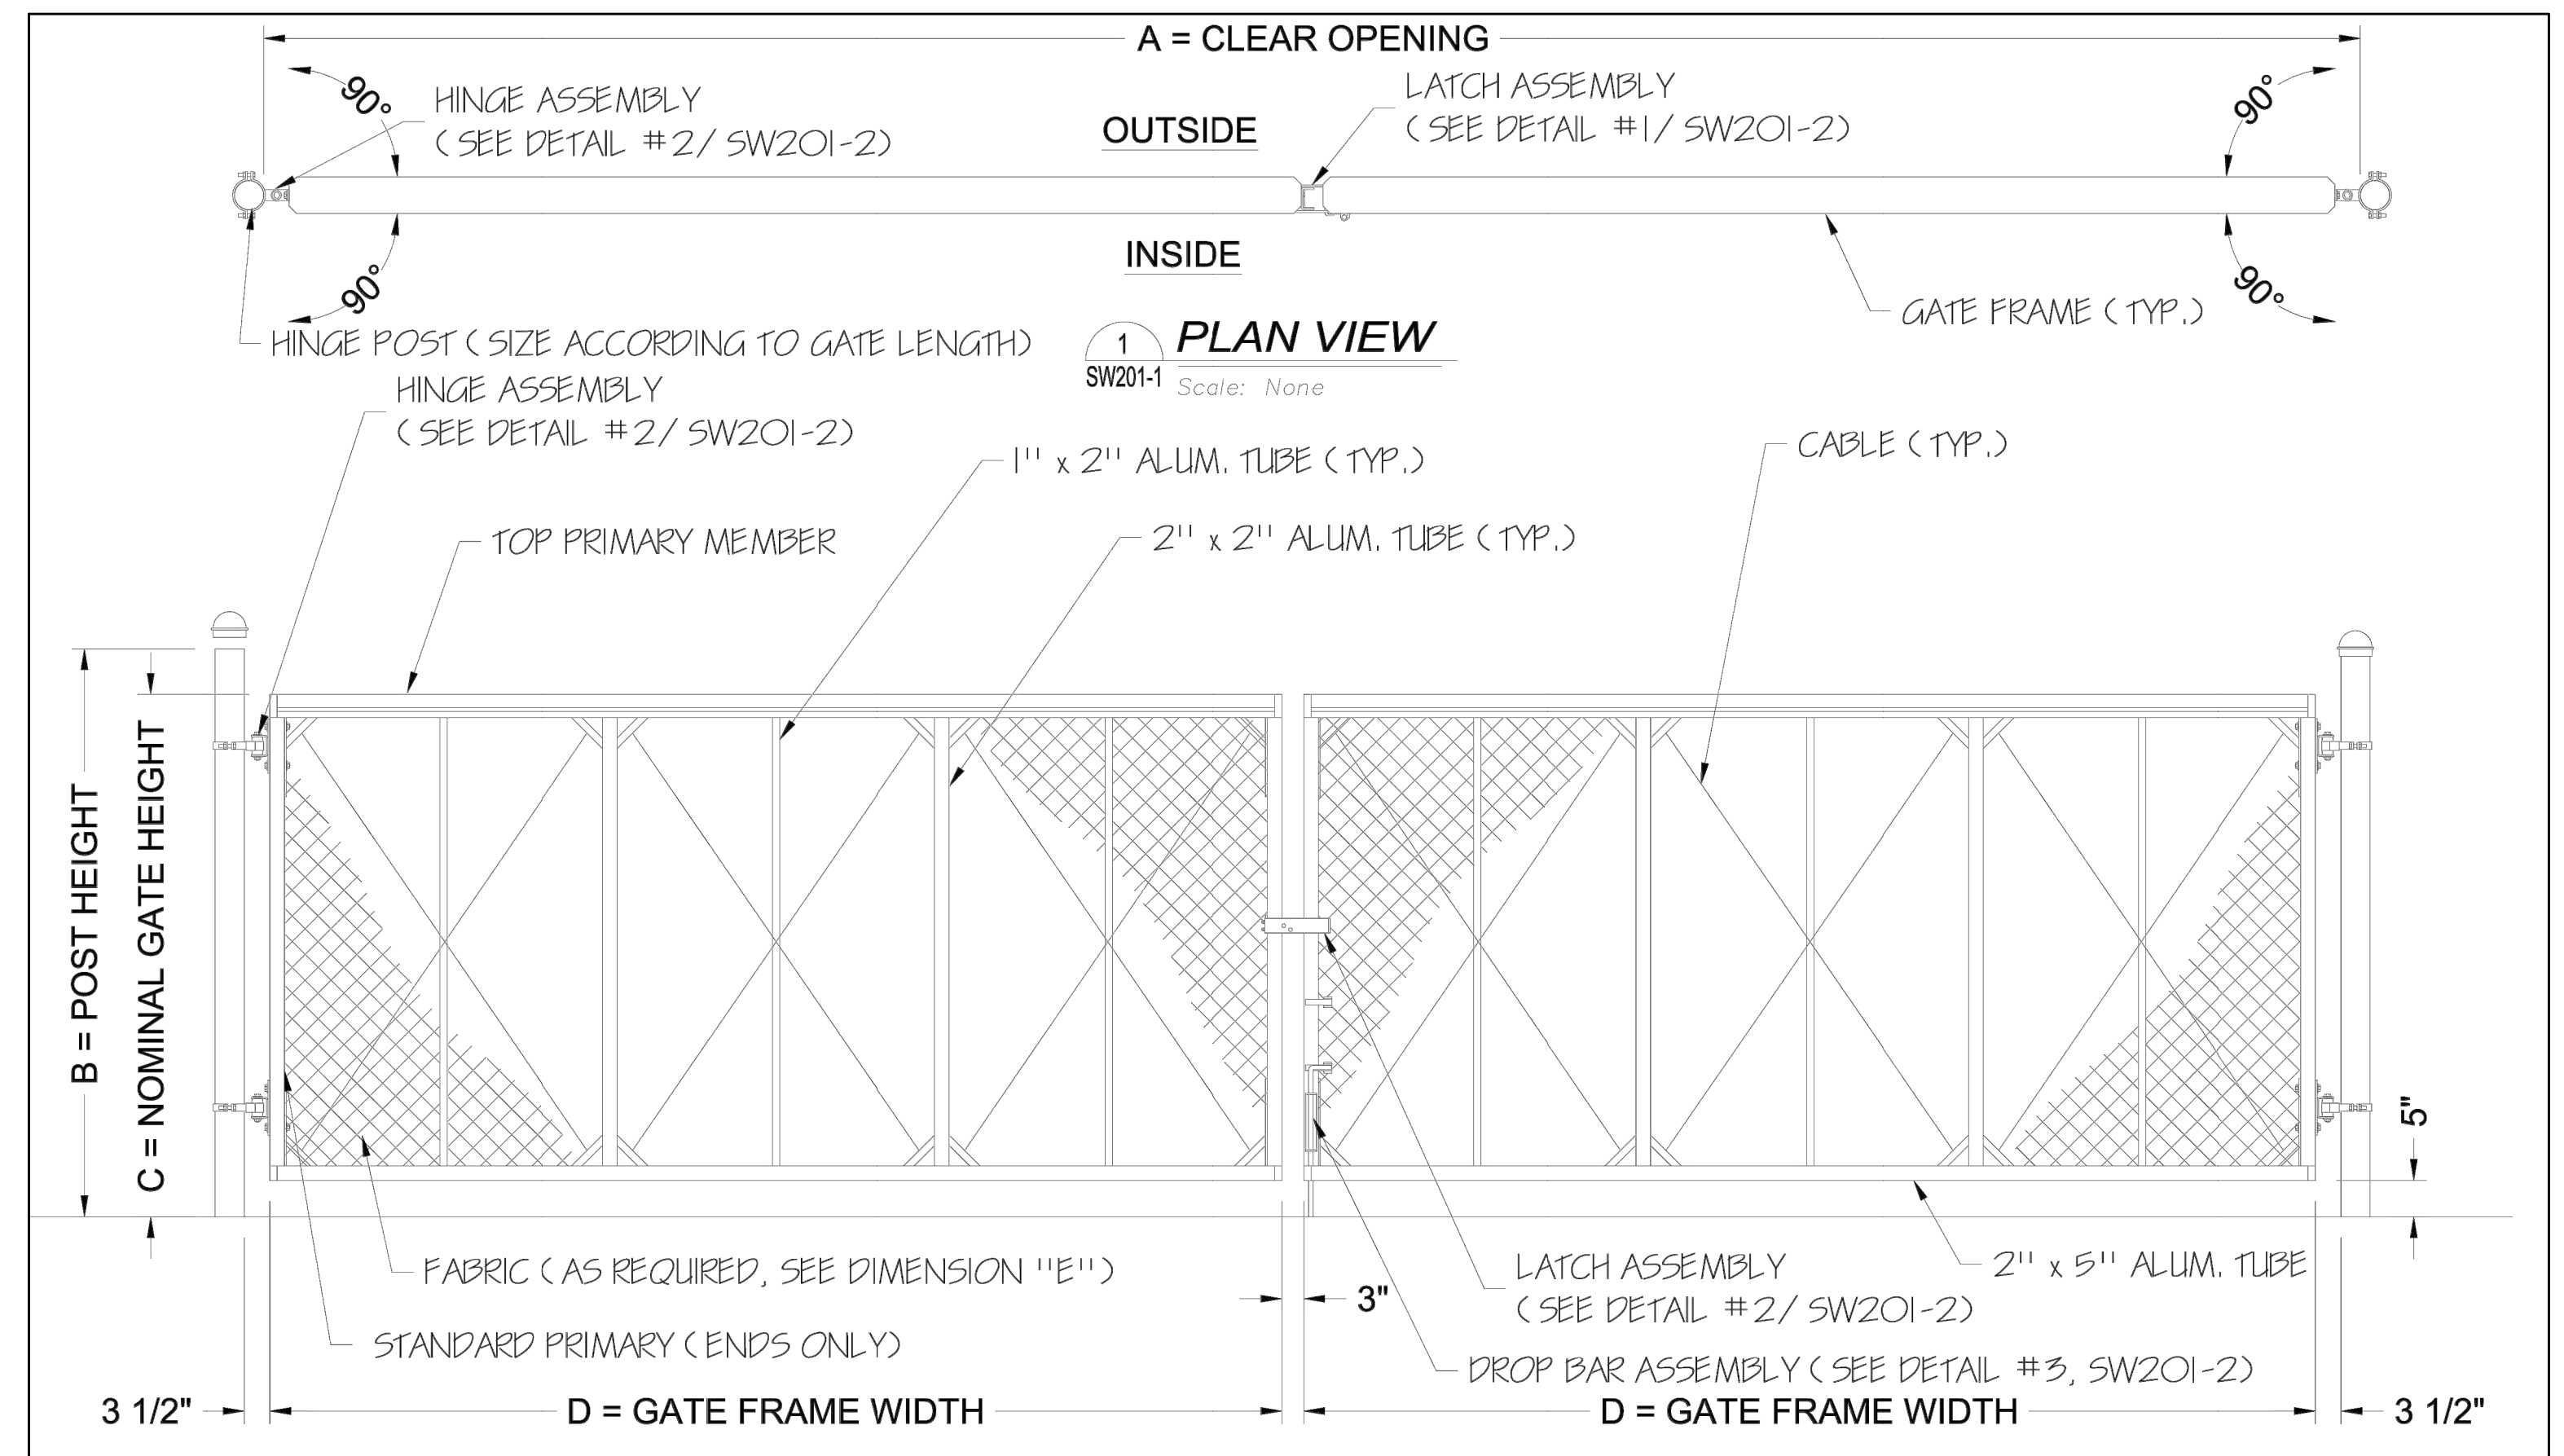 A = CLEAR OPENING
90°
HINGE ASSEMBLY
(SEE DETAIL #2/ SW201-2)
OUTSIDE
LATCH ASSEMBLY
(SEE DETAIL #1/ SW201-2)
90°
INSIDE
90°
90°
GATE FRAME (TYP.)
HINGE POST (SIZE ACCORDING TO GATE LENGTH)
1
SW201-1
PLAN VIEW
Scale: None
HINGE ASSEMBLY
(SEE DETAIL #2/ SW201-2)
1" x 2" ALUM. TUBE (TYP.)
CABLE (TYP.)
TOP PRIMARY MEMBER
2" x 2" ALUM. TUBE (TYP.)
B = POST HEIGHT
C = NOMINAL GATE HEIGHT
5"
FABRIC (AS REQUIRED, SEE DIMENSION "E")
3"
LATCH ASSEMBLY
(SEE DETAIL #2/ SW201-2)
2" x 5" ALUM. TUBE
STANDARD PRIMARY (ENDS ONLY)
DROP BAR ASSEMBLY (SEE DETAIL #3, SW201-2)
3 1/2"
D = GATE FRAME WIDTH
D = GATE FRAME WIDTH
3 1/2"